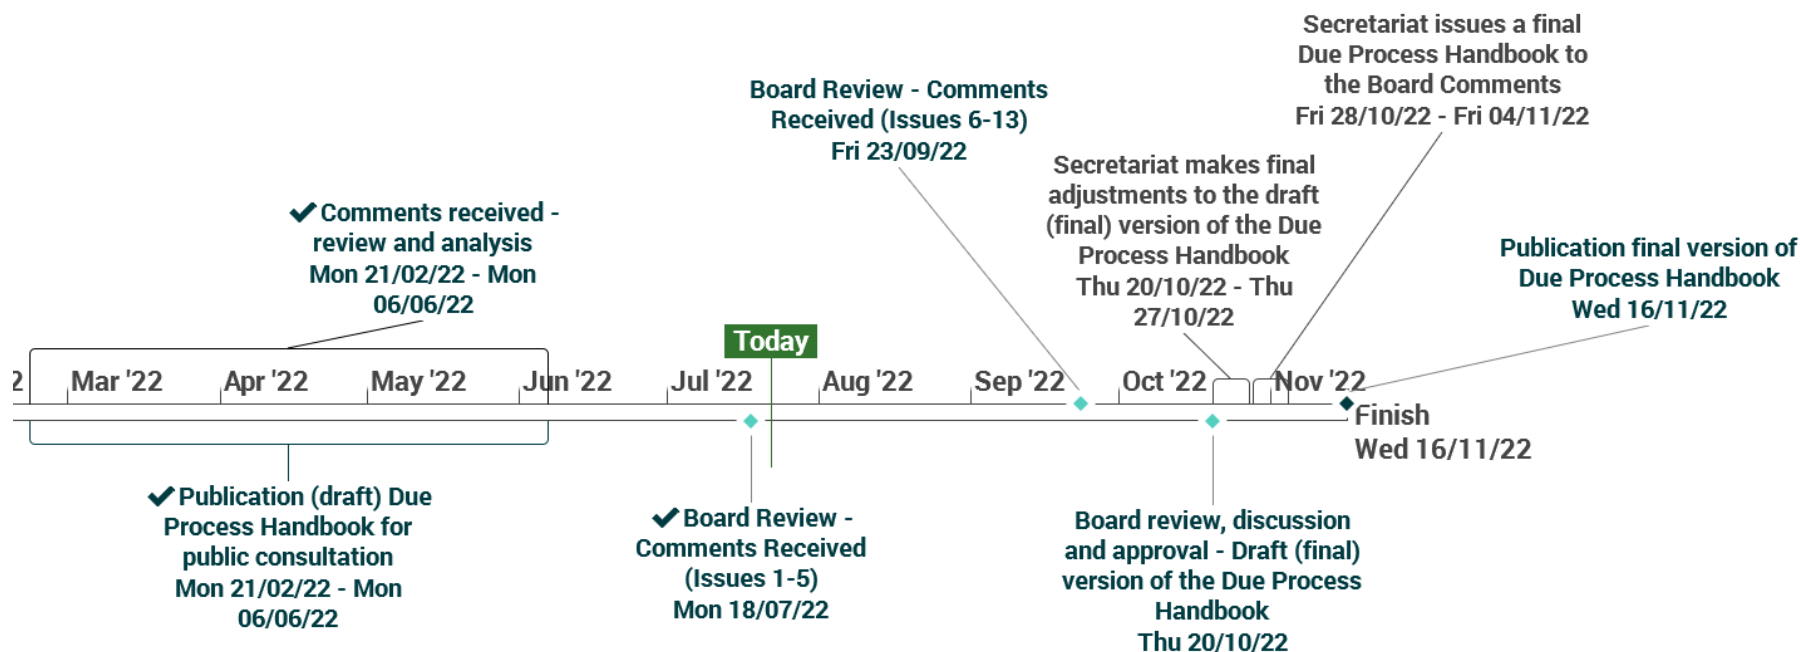 Secretariat issues a final
Due Process Handbook to
the Board Comments
Fri 28/10/22 - Fri 04/11/22
Board Review - Comments
Received (Issues 6-13)
Fri 23/09/22
Secretariat makes final
adjustments to the draft
(final) version of the Due
Process Handbook
Thu 20/10/22 - Thu
27/10/22
Comments received -
review and analysis
Mon 21/02/22 - Mon
06/06/22
Publication final version of
Due Process Handbook
Wed 16/11/22
Today
2 Mar '22 Apr '22 May '22 Jun '22 Jul '22 Aug '22 Sep '22 Oct '22 Nov '22
Finish
Wed 16/11/22
Publication (draft) Due
Process Handbook for
public consultation
Mon 21/02/22 - Mon
06/06/22
Board Review -
Comments Received
(Issues 1-5)
Mon 18/07/22
Board review, discussion
and approval - Draft (final)
version of the Due Process
Handbook
Thu 20/10/22